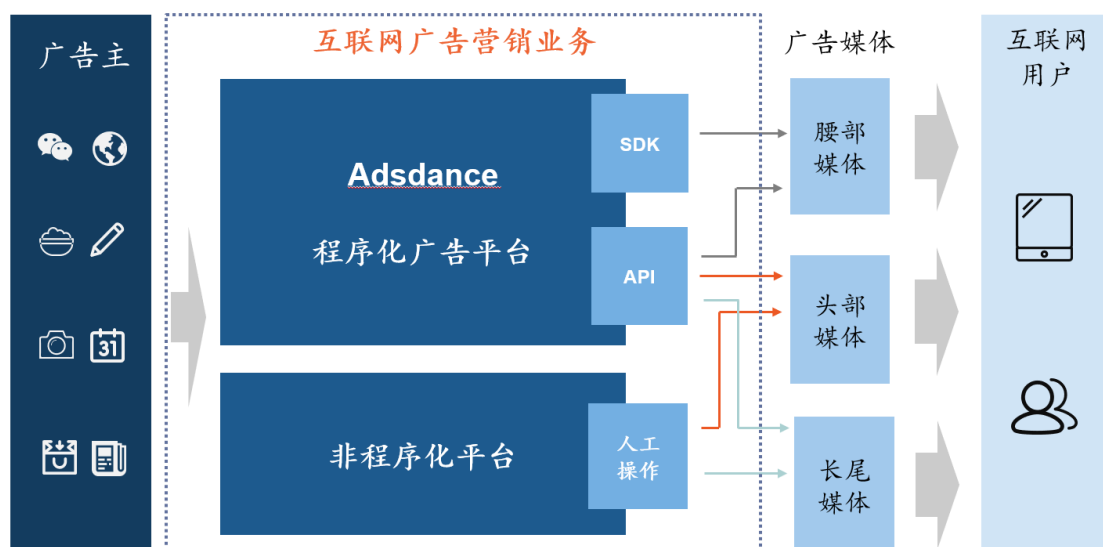 广告主
互联网广告营销业务
广告媒体
互联网
用户
Adsdance
程序化广告平台
SDK
API
非程序化平台
人工
操作
腰部
媒体
头部
媒体
长尾
媒体
31